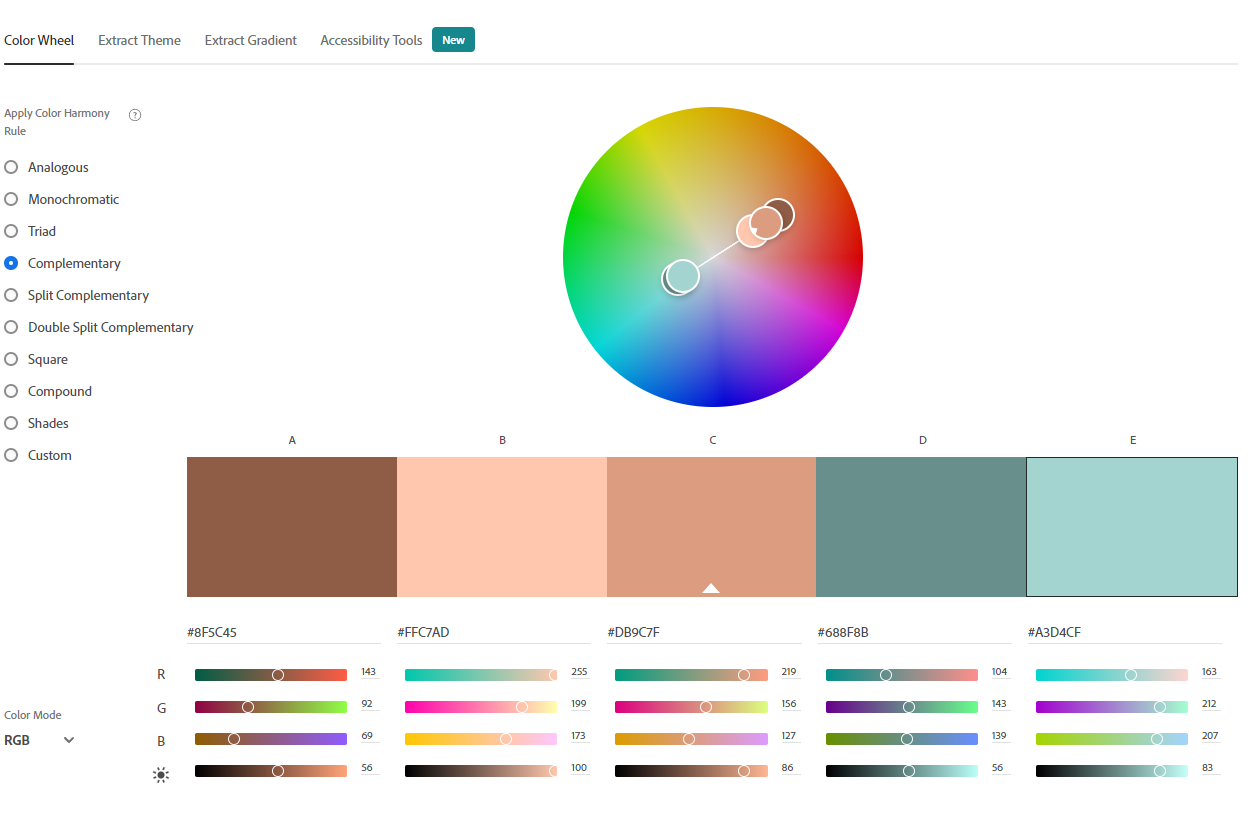 Color Wheel Extract Theme Extract Gradient Accessibility Tools New
Apply Color Harmony
Rule
Analogous
Monochromatic
Triad
Complementary
Split Complementary
Double Split Complementary
Square
Compound
Shades
Custom
A B C D E
#8F5C45 #FFC7AD #DB9C7F #688F8B #A3D4CF
R 143 255 219 104 163
G 92 199 156 143 212
Color Mode
B 69 173 127 139 207
RGB
56 100 86 56 83